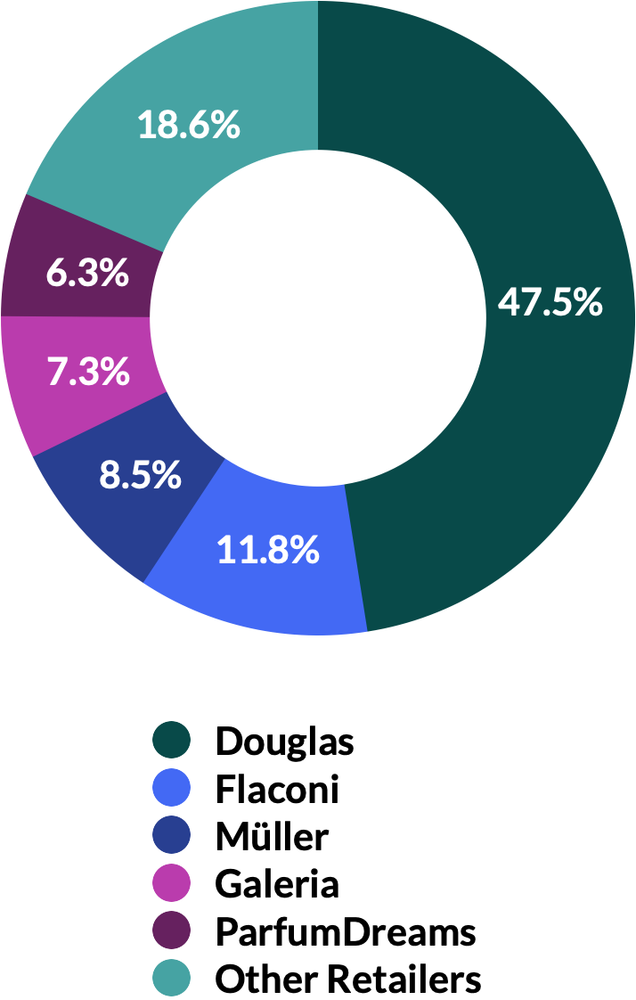 18.6%
6.3%
47.5%
7.3%
8.5%
11.8%
Douglas
Flaconi
Müller
Galeria
ParfumDreams
Other Retailers